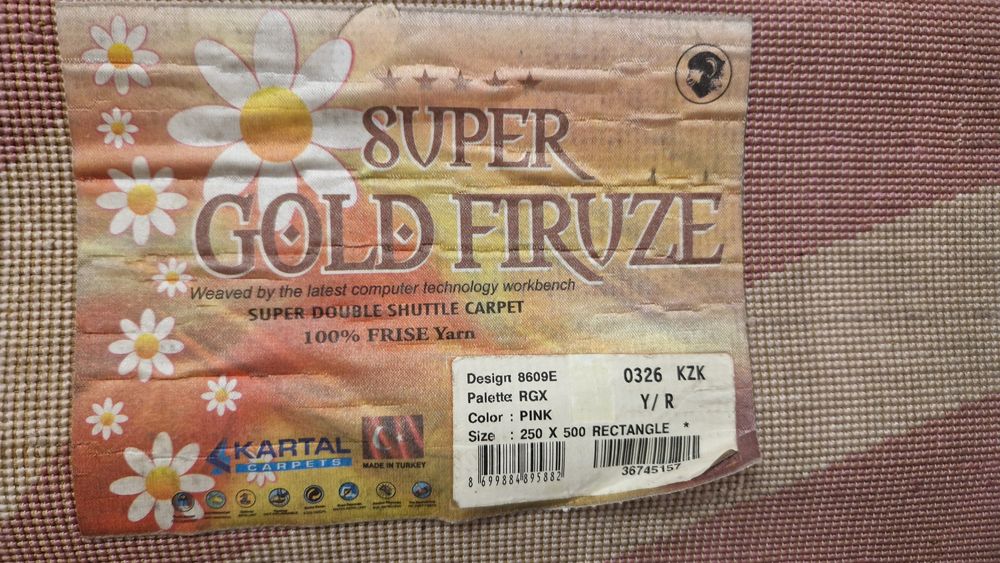 SUPER
GOLD FIRUZE
Weaved by the latest computer technology workbench
SUPER DOUBLE SHUTTLE CARPET
100% FRISE Yarn
Design 8609E
0326 KZK
Palette RGX
Y/ R
Color : PINK
Size : 250 X 500 RECTANGLE *
8 699884 895882
36745157
KARTAL
CARPETS
MADE IN TURKEY